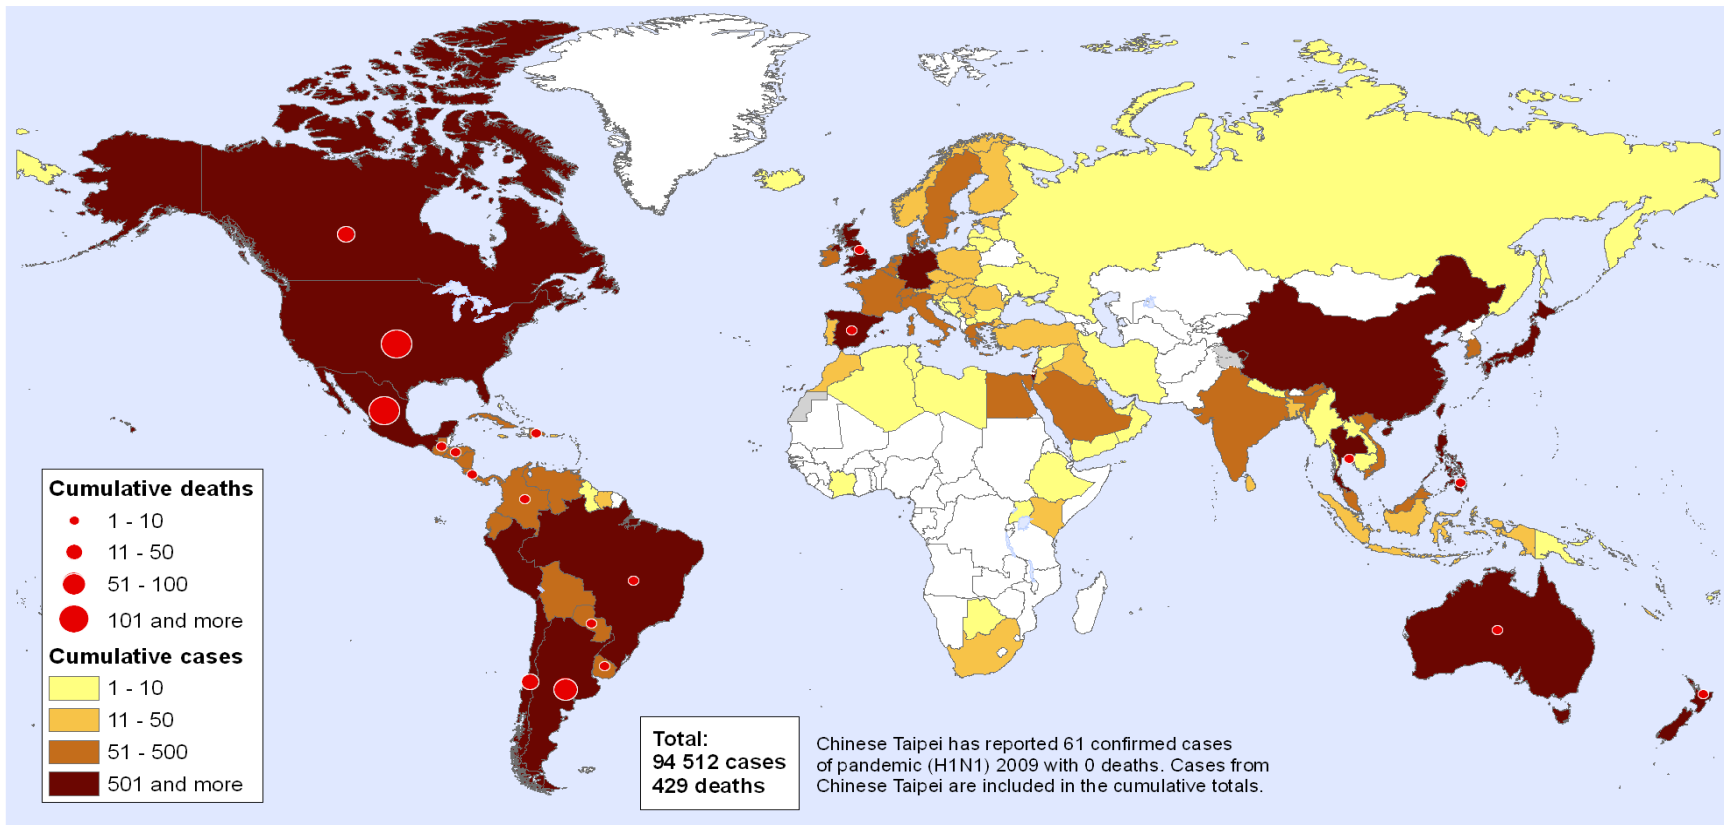 Cumulative deaths
1 - 10
11 - 50
51 - 100
101 and more
Cumulative cases
1 - 10
11 - 50
51 - 500
501 and more
Total:
94 512 cases
429 deaths
Chinese Taipei has reported 61 confirmed cases
of pandemic (H1N1) 2009 with 0 deaths. Cases from
Chinese Taipei are included in the cumulative totals.